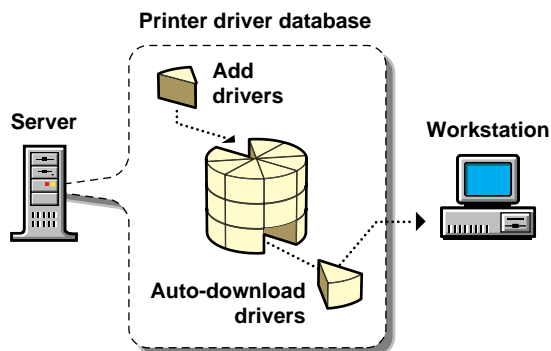 Printer driver database
Add
drivers
Server
Workstation
Auto-download
drivers